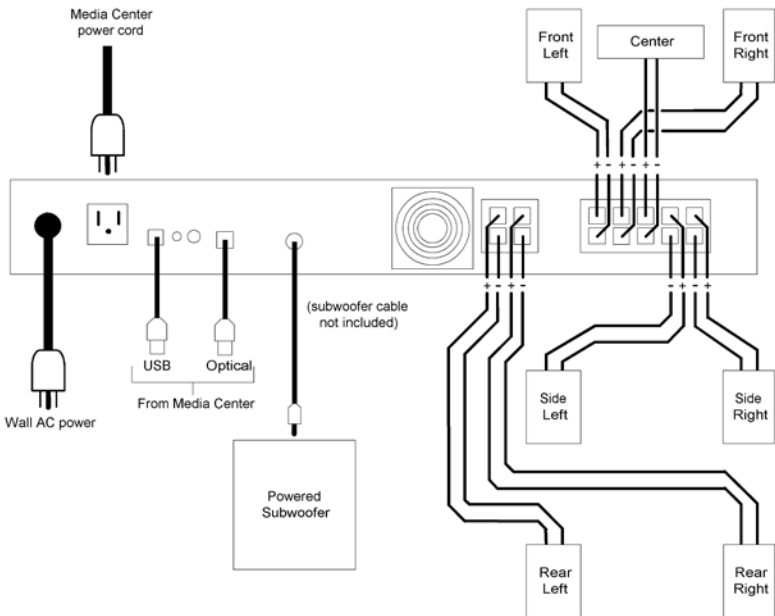 Media Center
power cord
Front
Left
Center
Front
Right
+ - + - + -
(subwoofer cable
not included)
+ - + -
- + - +
USB
Optical
From Media Center
Wall AC power
Side
Left
Side
Right
Powered
Subwoofer
Rear
Left
Rear
Right